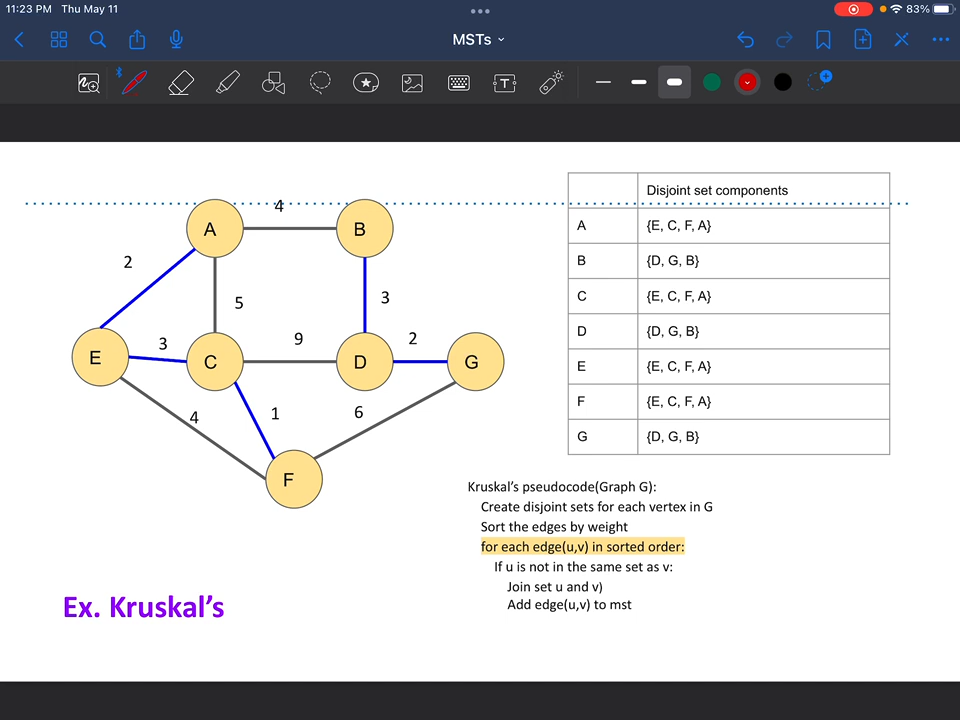 11:23 PM Thu May 11
83%
MSTs
T
4
A
B
2
5
3
3
9
2
E
C
D
G
4
1
6
F
Disjoint set components
A {E, C, F, A}
B {D, G, B}
C {E, C, F, A}
D {D, G, B}
E {E, C, F, A}
F {E, C, F, A}
G {D, G, B}
Kruskal's pseudocode(Graph G):
Create disjoint sets for each vertex in G
Sort the edges by weight
for each edge(u,v) in sorted order:
If u is not in the same set as v:
Join set u and v)
Add edge(u,v) to mst
Ex. Kruskal's